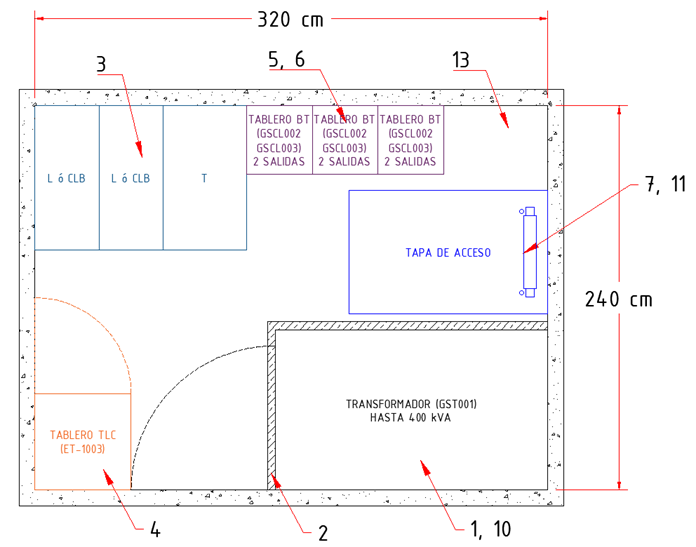 320 cm
3
5, 6
13
TABLERO BT
(GSCL002
GSCL003)
2 SALIDAS
TABLERO BT
(GSCL002
GSCL003)
2 SALIDAS
TABLERO BT
(GSCL002
GSCL003)
2 SALIDAS
L ó CLB
L ó CLB
T
7, 11
TAPA DE ACCESO
240 cm
TRANSFORMADOR (GST001)
HASTA 400 kVA
TABLERO TLC
(ET-1003)
4
2
1, 10